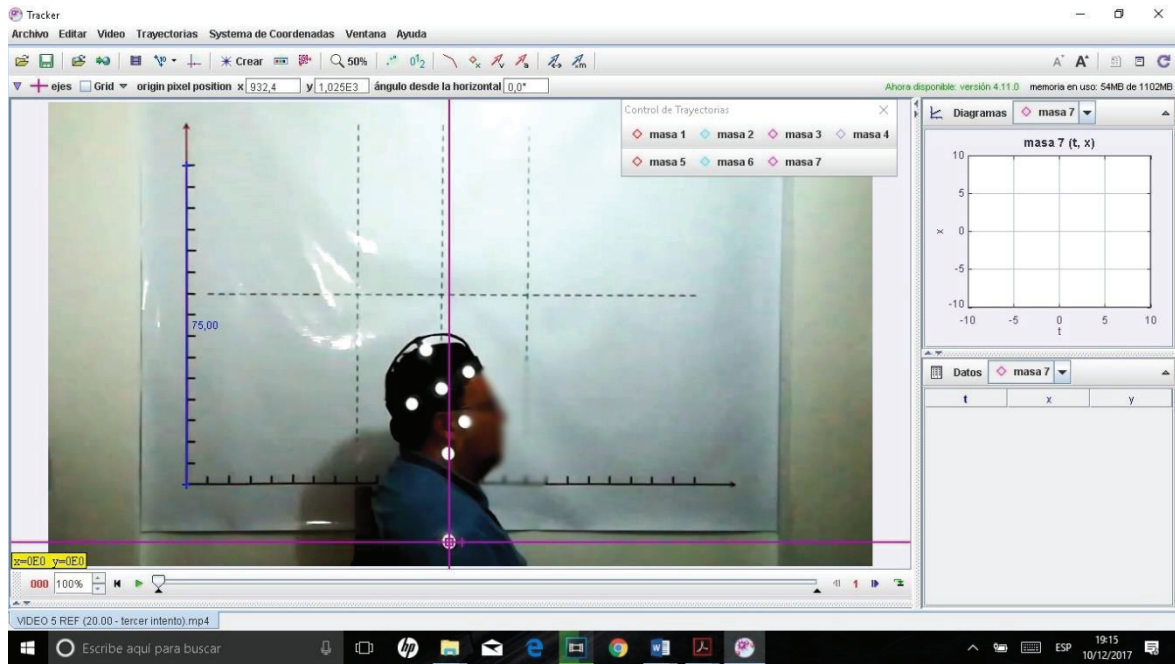 Tracker
Archivo Editar Video Trayectorias Systema de Coordenadas Ventana Ayuda
Crear 50%
ejes Grid origin pixel position x 932,4 y 1,025E3 ángulo desde la horizontal 0,0° Ahora disponible: versión 4.11.0 memoria en uso: 54MB de 1102MB
Control de Trayectorias
masa 1 masa 2 masa 3 masa 4
masa 5 masa 6 masa 7
75,00
x=0E0 y=0E0
Diagramas masa 7
masa 7 (t, x)
10
5
x 0
-5
-10
-10 -5 0 5 10
t
Datos masa 7
t x y
000 100% 1
VIDEO 5 REF (20.00 - tercer intento).mp4
Escribe aquí para buscar
ESP
19:15
10/12/2017